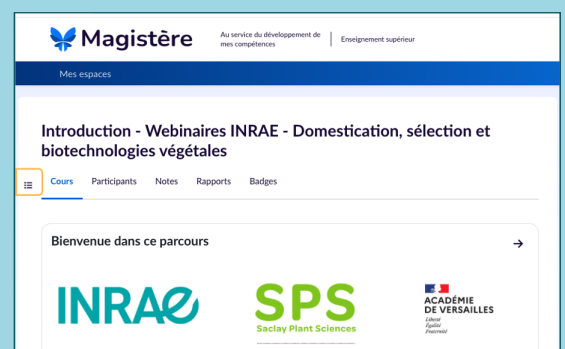 Magistère
Au service du développement de
mes compétences
Enseignement supérieur
Mes espaces
Introduction - Webinaires INRAE - Domestication, sélection et
biotechnologies végétales
Cours Participants Notes Rapports Badges
Bienvenue dans ce parcours
INRAE
SPS
Saclay Plant Sciences
ACADÉMIE
DE VERSAILLES
Liberté
Égalité
Fraternité